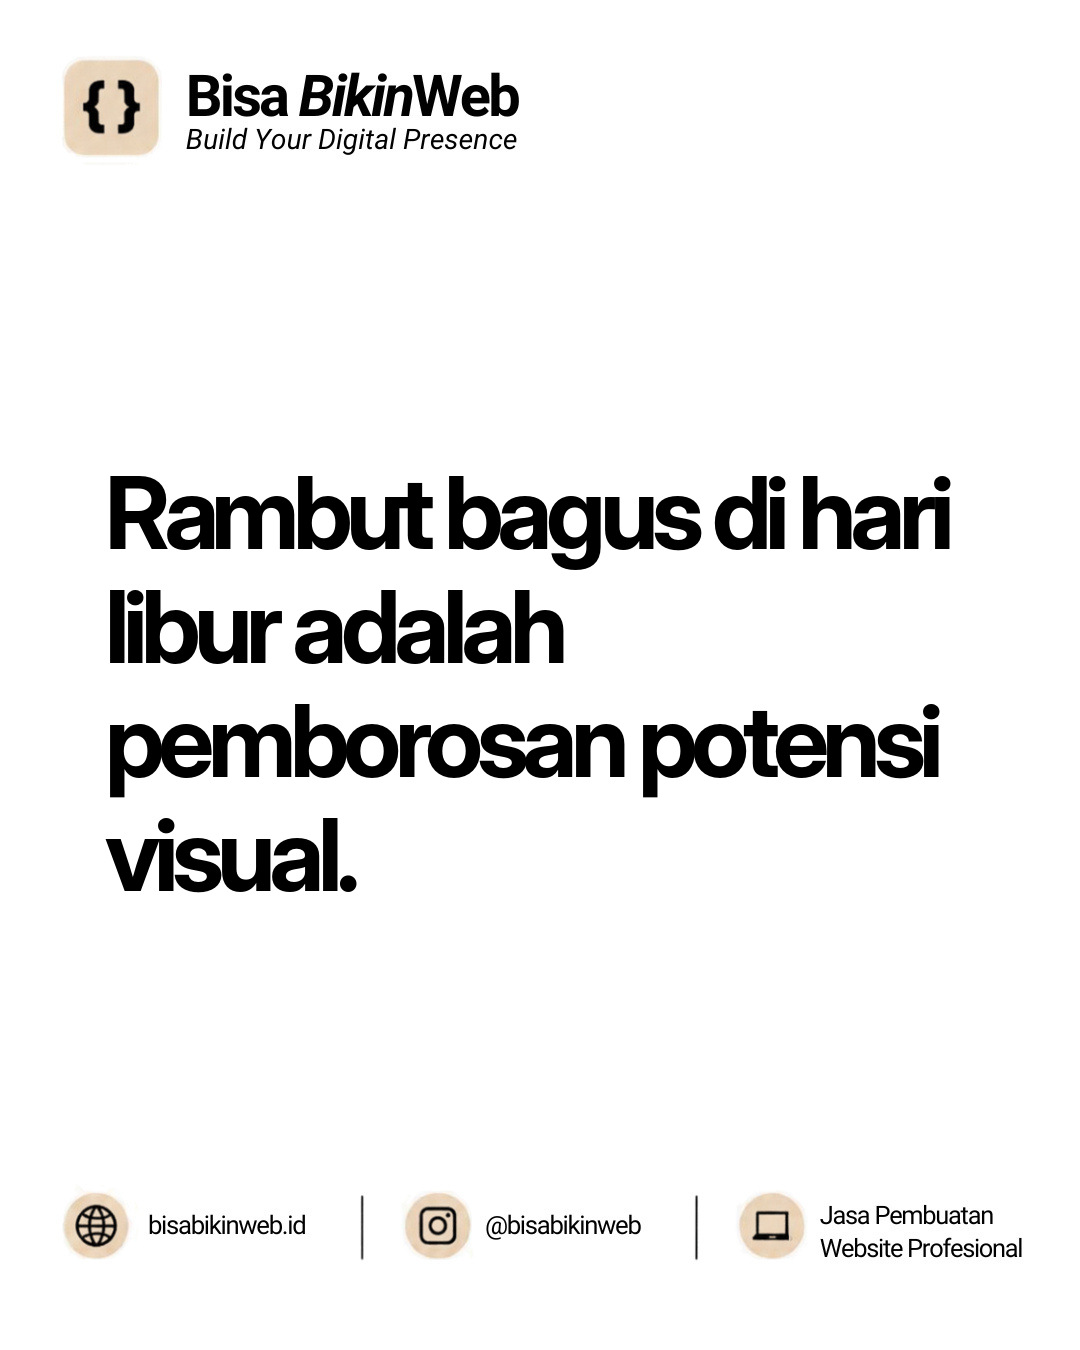 { }
Bisa BikinWeb
Build Your Digital Presence
Rambut bagus di hari
libur adalah
pemborosan potensi
visual.
bisabikinweb.id
@bisabikinweb
Jasa Pembuatan
Website Profesional